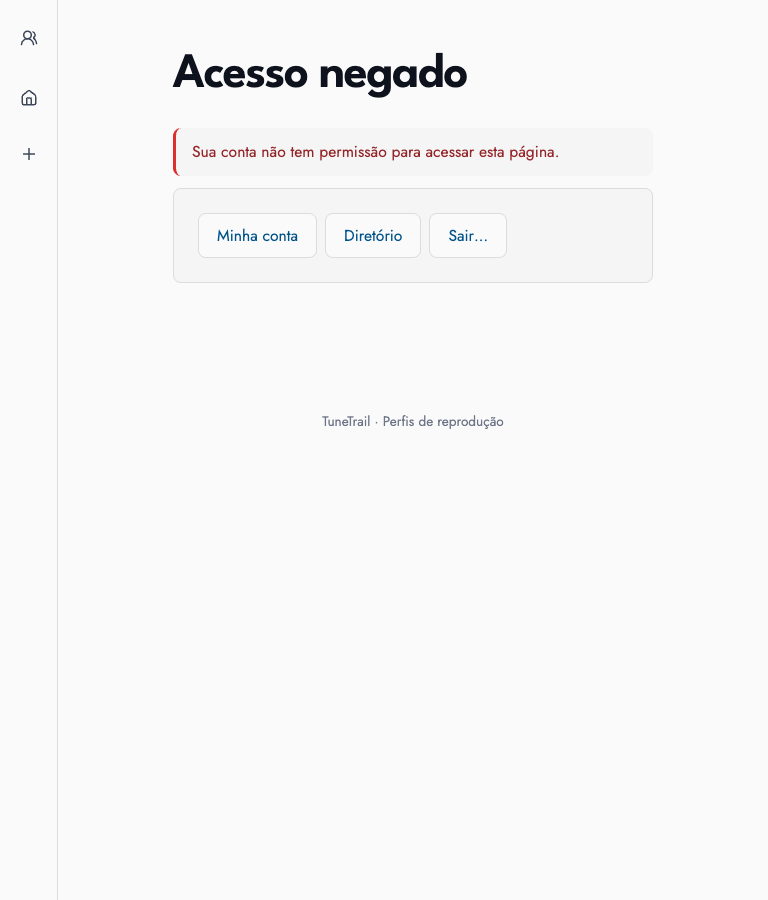 Acesso negado
Sua conta não tem permissão para acessar esta página.
Minha conta
Diretório
Sair…
TuneTrail · Perfis de reprodução